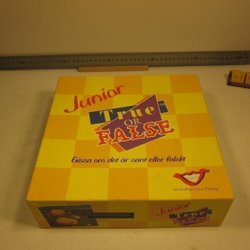 Junior
True
OR
FALSE
Gissa om det är sant eller falskt
Junior
True
OR
FALSE